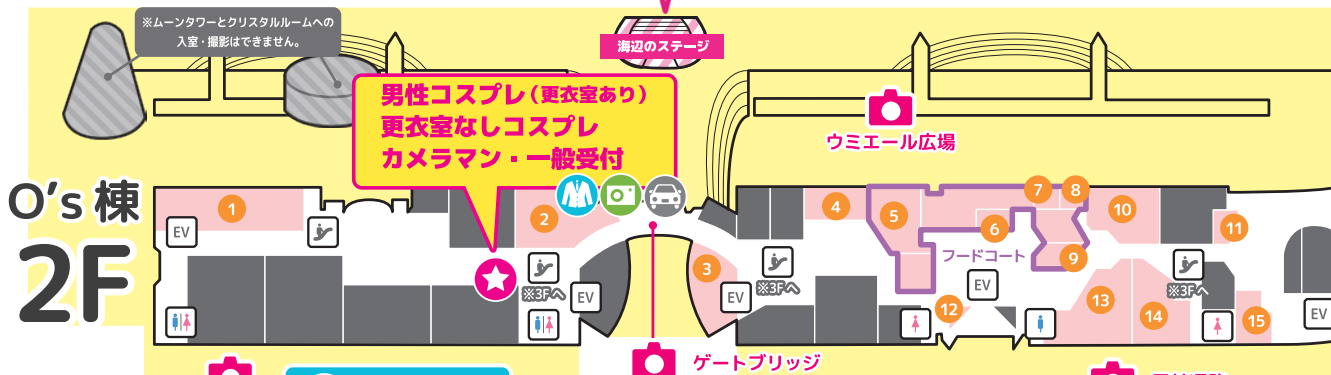 ※ムーンタワーとクリスタルルームへの
入室・撮影はできません。
海辺のステージ
男性コスプレ（更衣室あり）
更衣室なしコスプレ
カメラマン・一般受付
ウミエール広場
O's 棟
2F
1
EV
2
※3Fへ
EV
3
EV
※3Fへ
4
5
6
7
8
9
フードコート
EV
10
11
※3Fへ
12
13
14
15
EV
ゲートブリッジ